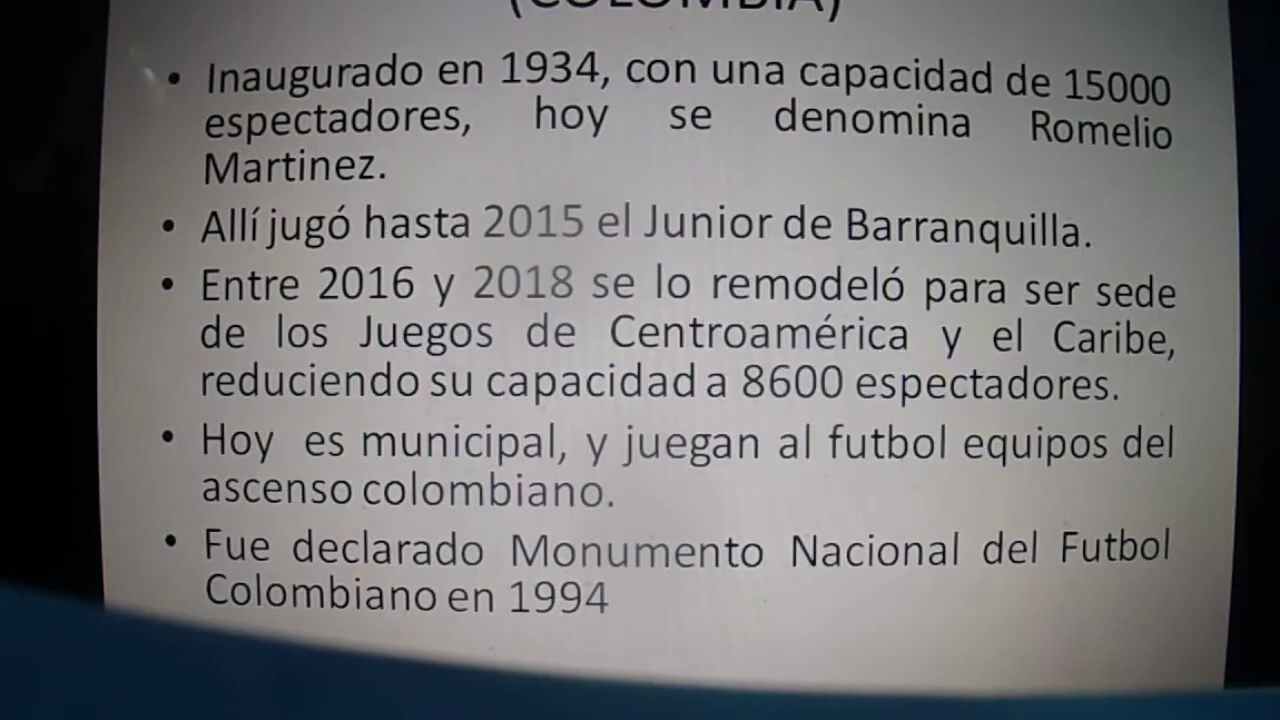 (COLOMBIA)
• Inaugurado en 1934, con una capacidad de 15000
espectadores, hoy se denomina Romelio
Martinez.
• Allí jugó hasta 2015 el Junior de Barranquilla.
• Entre 2016 y 2018 se lo remodeló para ser sede
de los Juegos de Centroamérica y el Caribe,
reduciendo su capacidad a 8600 espectadores.
• Hoy es municipal, y juegan al futbol equipos del
ascenso colombiano.
• Fue declarado Monumento Nacional del Futbol
Colombiano en 1994